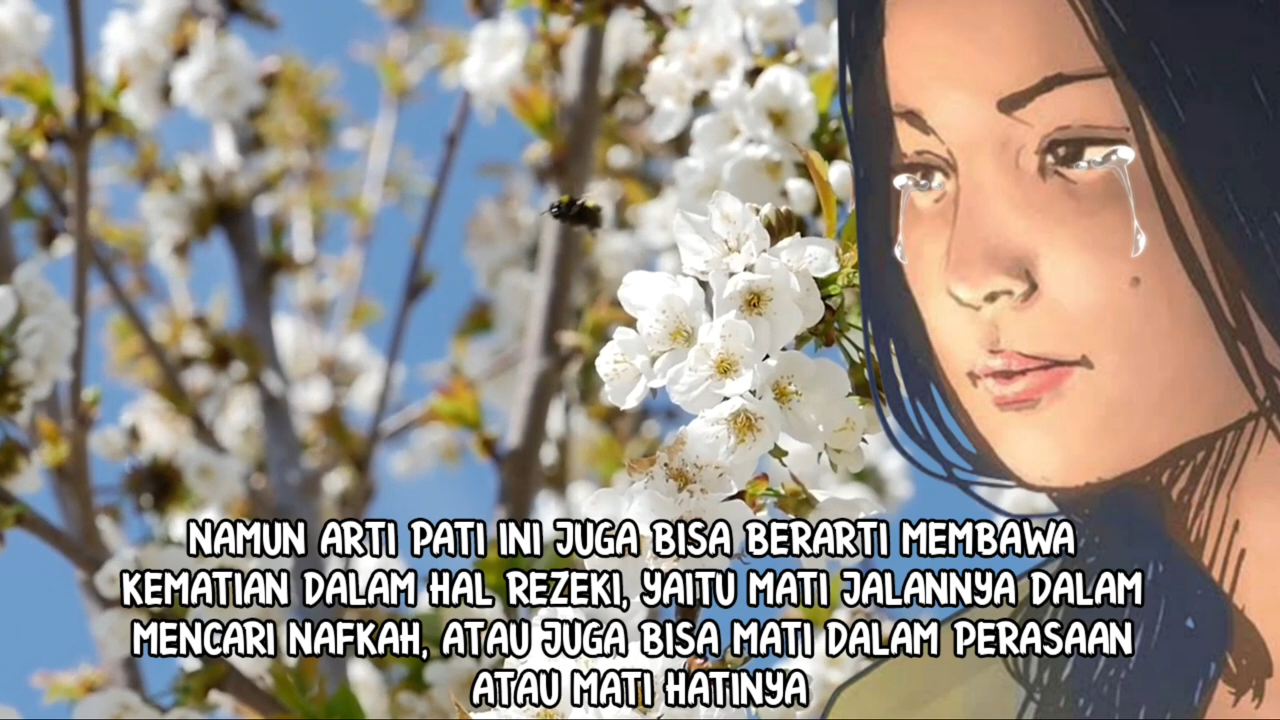 NAMUN ARTI PATI INI JUGA BISA BERARTI MEMBAWA
KEMATIAN DALAM HAL REZEKI, YAITU MATI JALANNYA DALAM
MENCARI NAFKAH, ATAU JUGA BISA MATI DALAM PERASAAN
ATAU MATI HATINYA